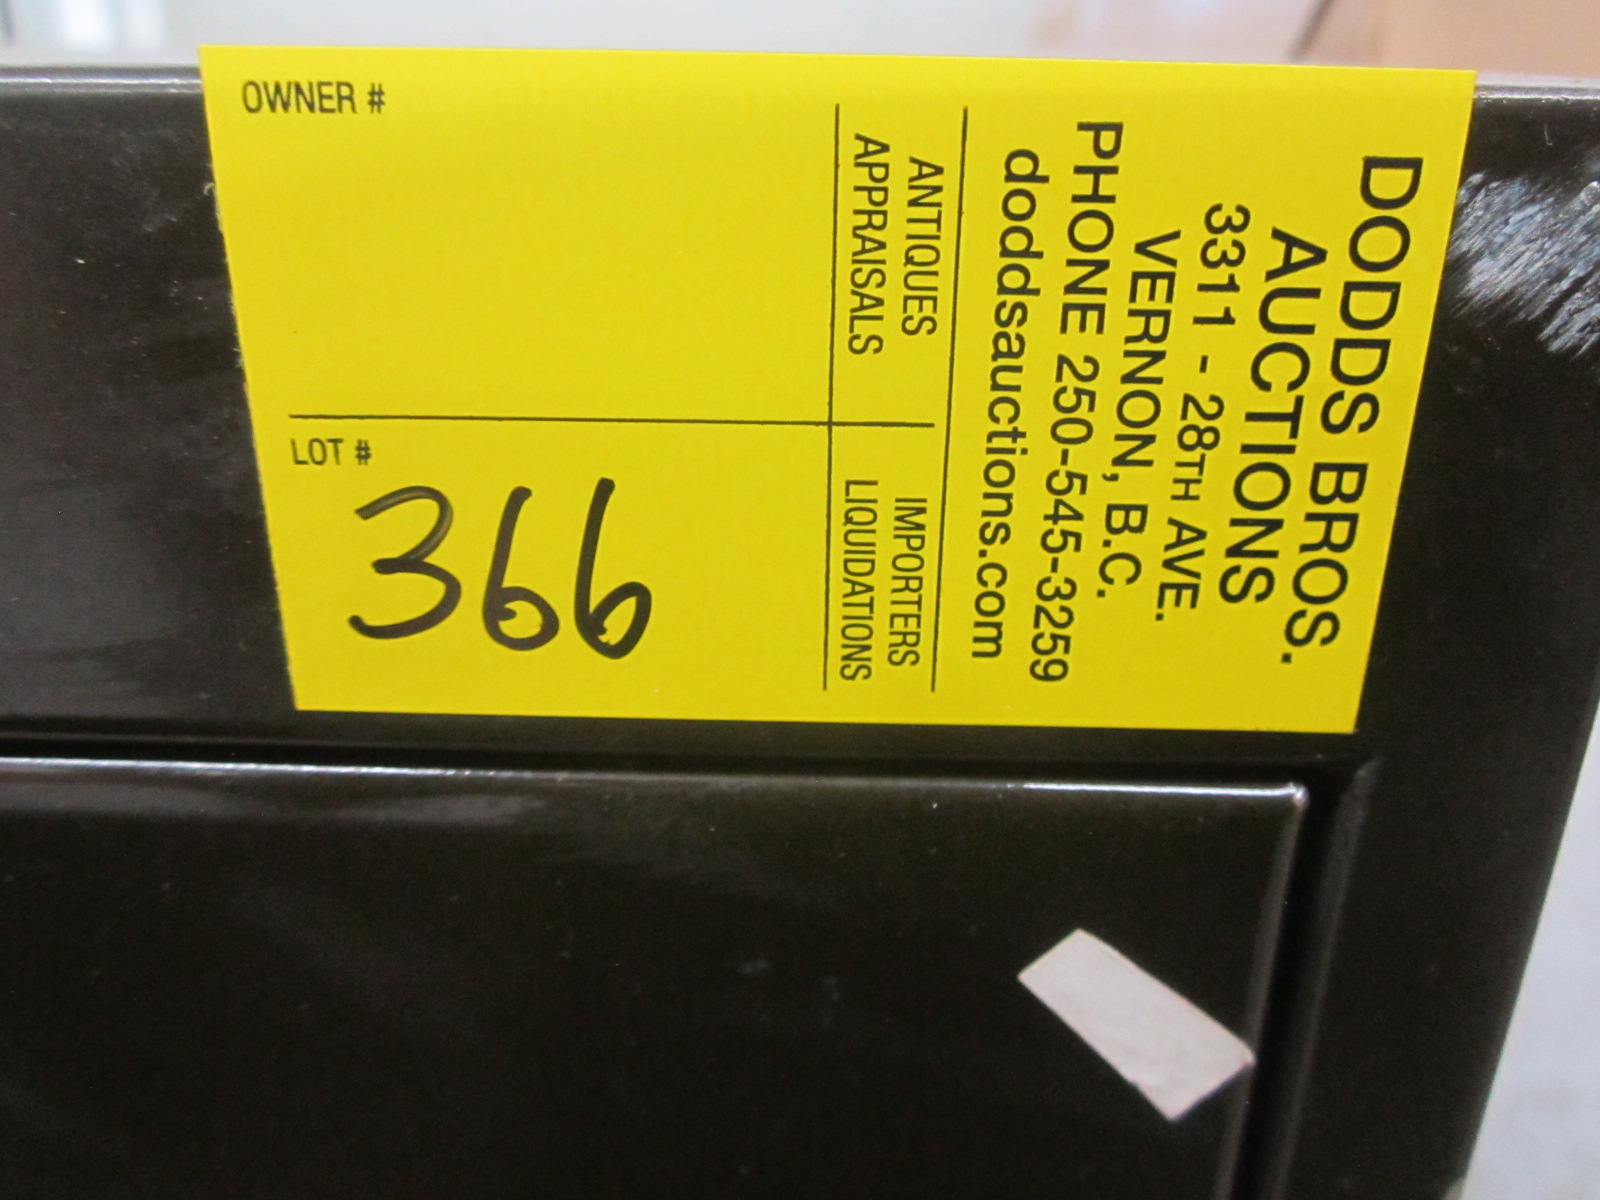 OWNER #
LOT #
366
DODDS BROS.
AUCTIONS
3311 - 28TH AVE.
VERNON, B.C.
PHONE 250-545-3259
doddsauctions.com
ANTIQUES
APPRAISALS
IMPORTERS
LIQUIDATIONS